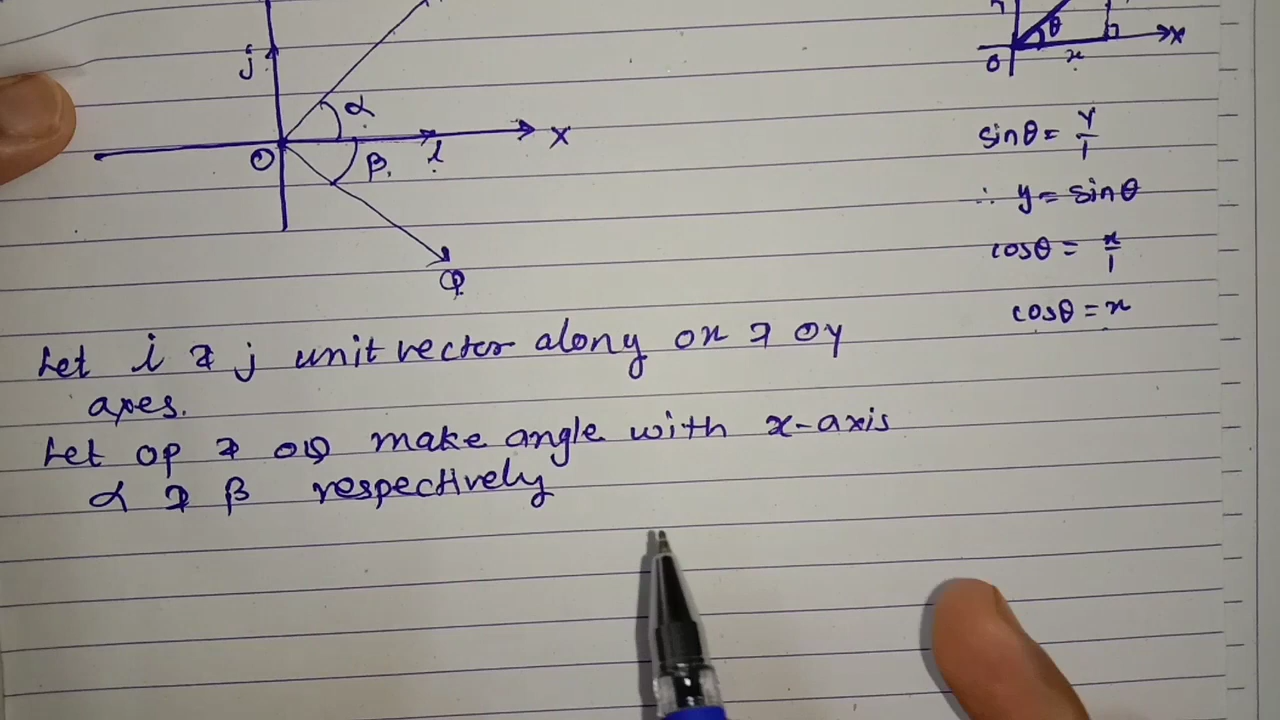 j
α
X
O
β
i
Q
θ
x
O
x
sinθ = Y/1
∴ y = sinθ
cosθ = x/1
cosθ = x
Let i & j unit vector along ox & oy
axes.
Let op & oQ make angle with x-axis
α & β respectively